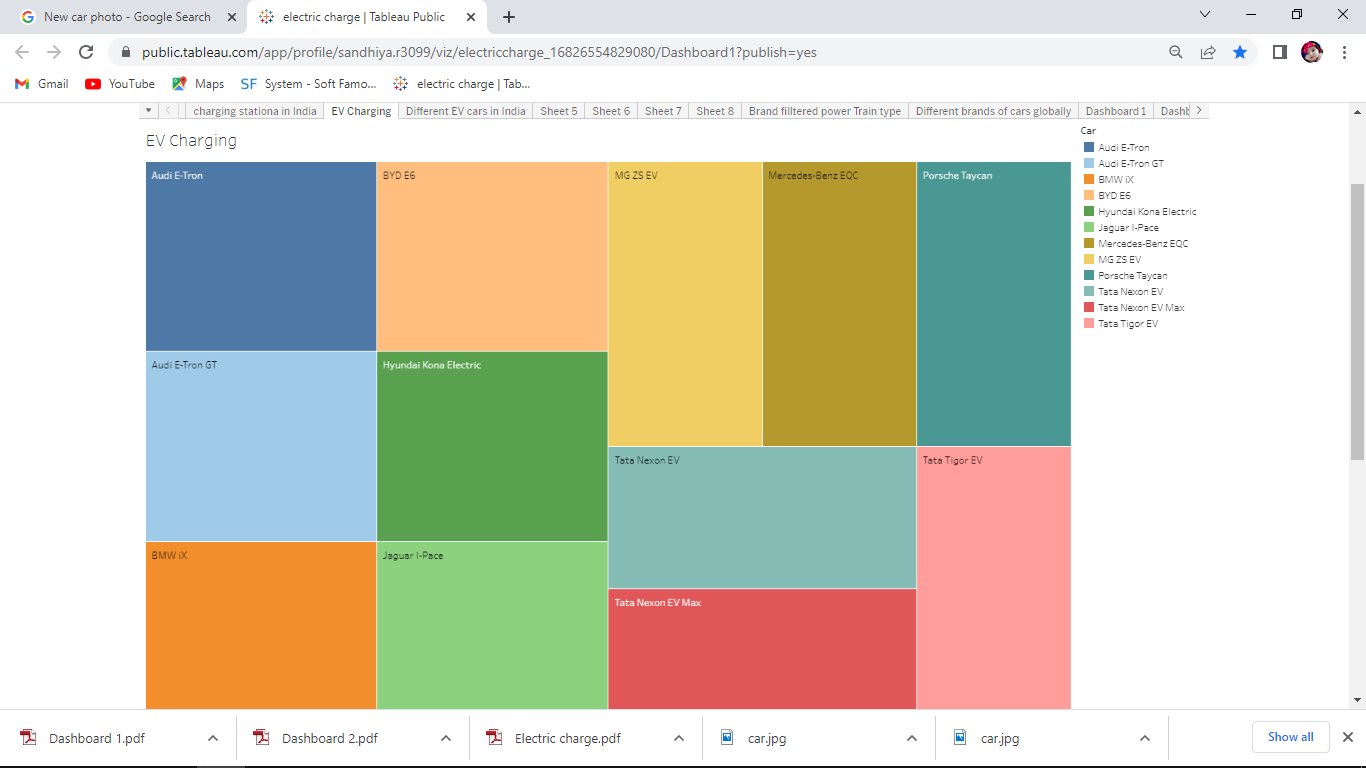 New car photo - Google Search
electric charge | Tableau Public
public.tableau.com/app/profile/sandhiya.r3099/viz/electriccharge_16826554829080/Dashboard1?publish=yes
Gmail
YouTube
Maps
SF System - Soft Famo...
electric charge | Tab...
charging stationa in India
EV Charging
Different EV cars in India
Sheet 5
Sheet 6
Sheet 7
Sheet 8
Brand filltered power Train type
Different brands of cars globally
Dashboard 1
Dashb
EV Charging
Audi E-Tron
BYD E6
MG ZS EV
Mercedes-Benz EQC
Porsche Taycan
Audi E-Tron GT
Hyundai Kona Electric
Tata Nexon EV
Tata Tigor EV
BMW iX
Jaguar I-Pace
Tata Nexon EV Max
Car
Audi E-Tron
Audi E-Tron GT
BMW iX
BYD E6
Hyundai Kona Electric
Jaguar I-Pace
Mercedes-Benz EQC
MG ZS EV
Porsche Taycan
Tata Nexon EV
Tata Nexon EV Max
Tata Tigor EV
Dashboard 1.pdf
Dashboard 2.pdf
Electric charge.pdf
car.jpg
car.jpg
Show all